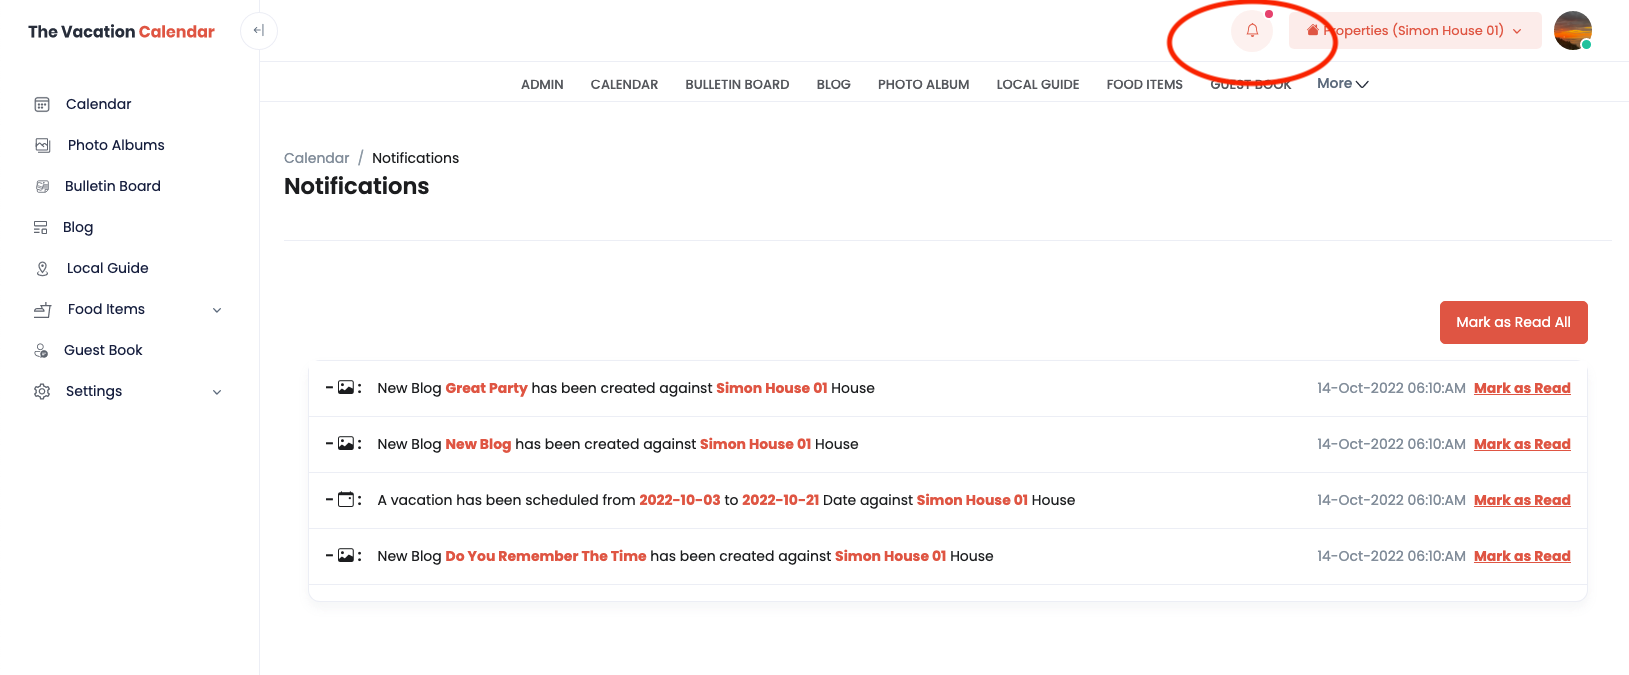 The Vacation Calendar
Properties (Simon House 01)
ADMIN CALENDAR BULLETIN BOARD BLOG PHOTO ALBUM LOCAL GUIDE FOOD ITEMS GUEST BOOK More
Calendar
Photo Albums
Bulletin Board
Blog
Local Guide
Food Items
Guest Book
Settings
Calendar / Notifications
Notifications
Mark as Read All
- : New Blog Great Party has been created against Simon House 01 House 14-Oct-2022 06:10:AM Mark as Read
- : New Blog New Blog has been created against Simon House 01 House 14-Oct-2022 06:10:AM Mark as Read
- : A vacation has been scheduled from 2022-10-03 to 2022-10-21 Date against Simon House 01 House 14-Oct-2022 06:10:AM Mark as Read
- : New Blog Do You Remember The Time has been created against Simon House 01 House 14-Oct-2022 06:10:AM Mark as Read